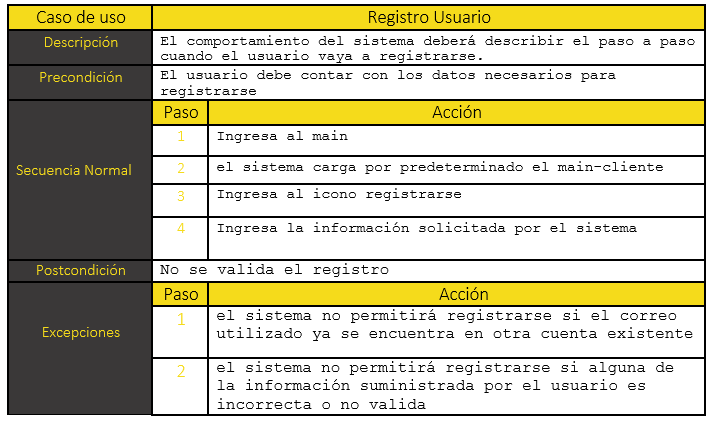 Caso de uso
Registro Usuario
Descripción
El comportamiento del sistema deberá describir el paso a paso
cuando el usuario vaya a registrarse.
Precondición
El usuario debe contar con los datos necesarios para
registrarse
Secuencia Normal
Paso
Acción
1
Ingresa al main
2
el sistema carga por predeterminado el main-cliente
3
Ingresa al icono registrarse
4
Ingresa la información solicitada por el sistema
Postcondición
No se valida el registro
Excepciones
Paso
Acción
1
el sistema no permitirá registrarse si el correo
utilizado ya se encuentra en otra cuenta existente
2
el sistema no permitirá registrarse si alguna de
la información suministrada por el usuario es
incorrecta o no valida